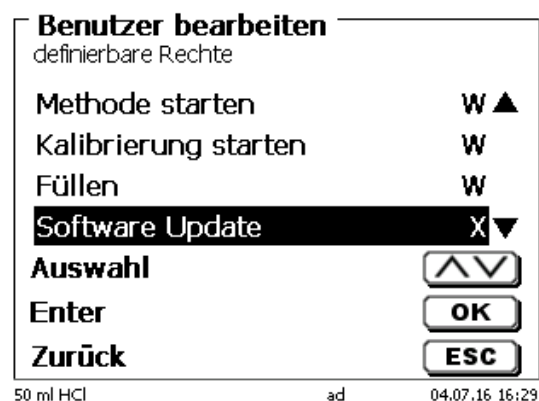 Benutzer bearbeiten
definierbare Rechte
Methode starten W ▲
Kalibrierung starten W
Füllen W
Software Update X ▼
Auswahl
Enter OK
Zurück ESC
50 ml HCl ad 04.07.16 16:29